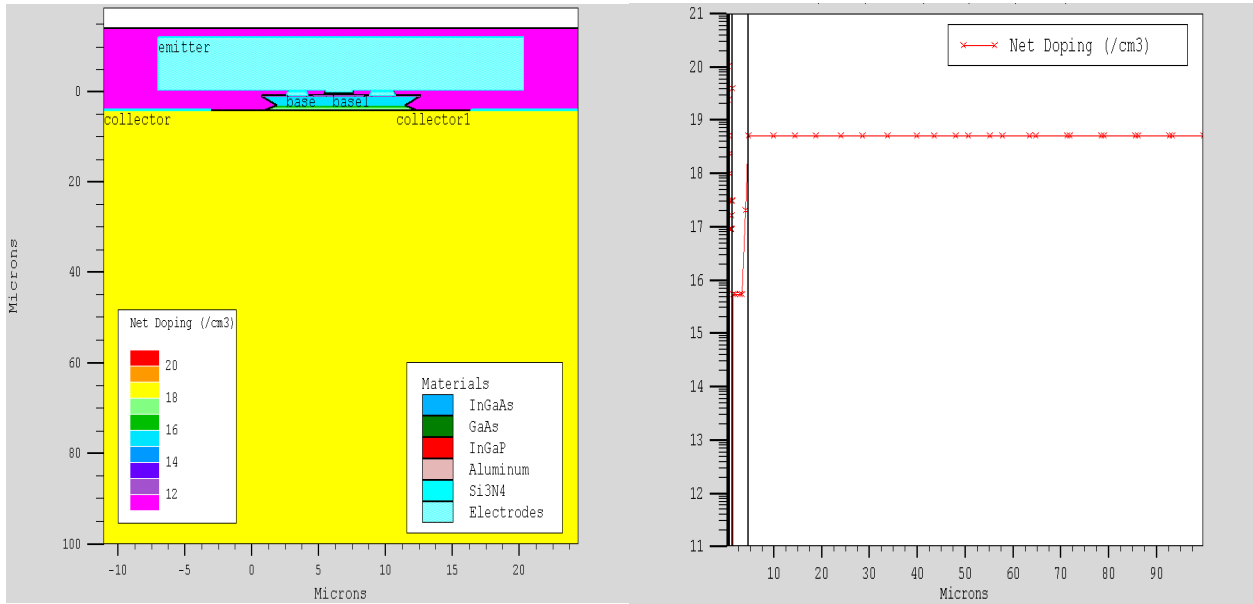 emitter
base
base1
collector
collector1
0
20
40
60
80
100
Microns
-10
-5
0
5
10
15
20
Microns
Net Doping (/cm3)
20
18
16
14
12
Materials
InGaAs
GaAs
InGaP
Aluminum
Si3N4
Electrodes
Net Doping (/cm3)
21
20
19
18
17
16
15
14
13
12
11
10
20
30
40
50
60
70
80
90
Microns